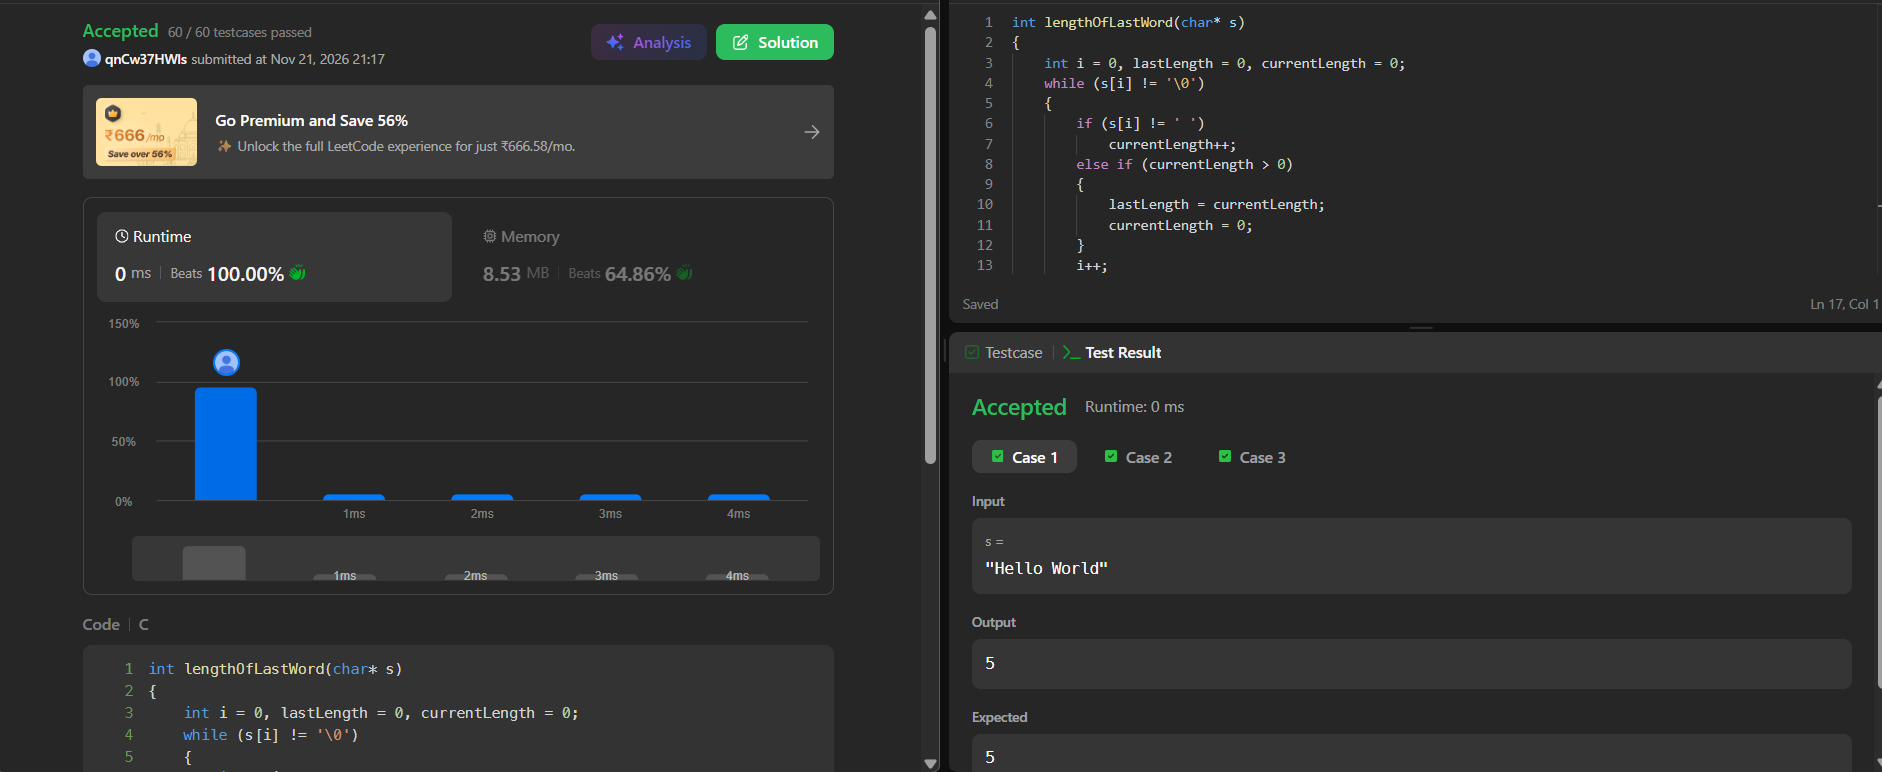 Accepted 60 / 60 testcases passed
qnCw37HWls submitted at Nov 21, 2026 21:17
Analysis
Solution
₹666 /mo
Save over 56%
Go Premium and Save 56%
✨ Unlock the full LeetCode experience for just ₹666.58/mo.
Runtime
0 ms | Beats 100.00%
Memory
8.53 MB | Beats 64.86%
150%
100%
50%
0%
1ms 2ms 3ms 4ms
1ms 2ms 3ms 4ms
Code | C
1 int lengthOfLastWord(char* s)
2 {
3 int i = 0, lastLength = 0, currentLength = 0;
4 while (s[i] != '\0')
5 {
1 int lengthOfLastWord(char* s)
2 {
3 int i = 0, lastLength = 0, currentLength = 0;
4 while (s[i] != '\0')
5 {
6 if (s[i] != ' ')
7 currentLength++;
8 else if (currentLength > 0)
9 {
10 lastLength = currentLength;
11 currentLength = 0;
12 }
13 i++;
Saved
Ln 17, Col 1
Testcase | >_ Test Result
Accepted Runtime: 0 ms
Case 1 Case 2 Case 3
Input
s =
"Hello World"
Output
5
Expected
5